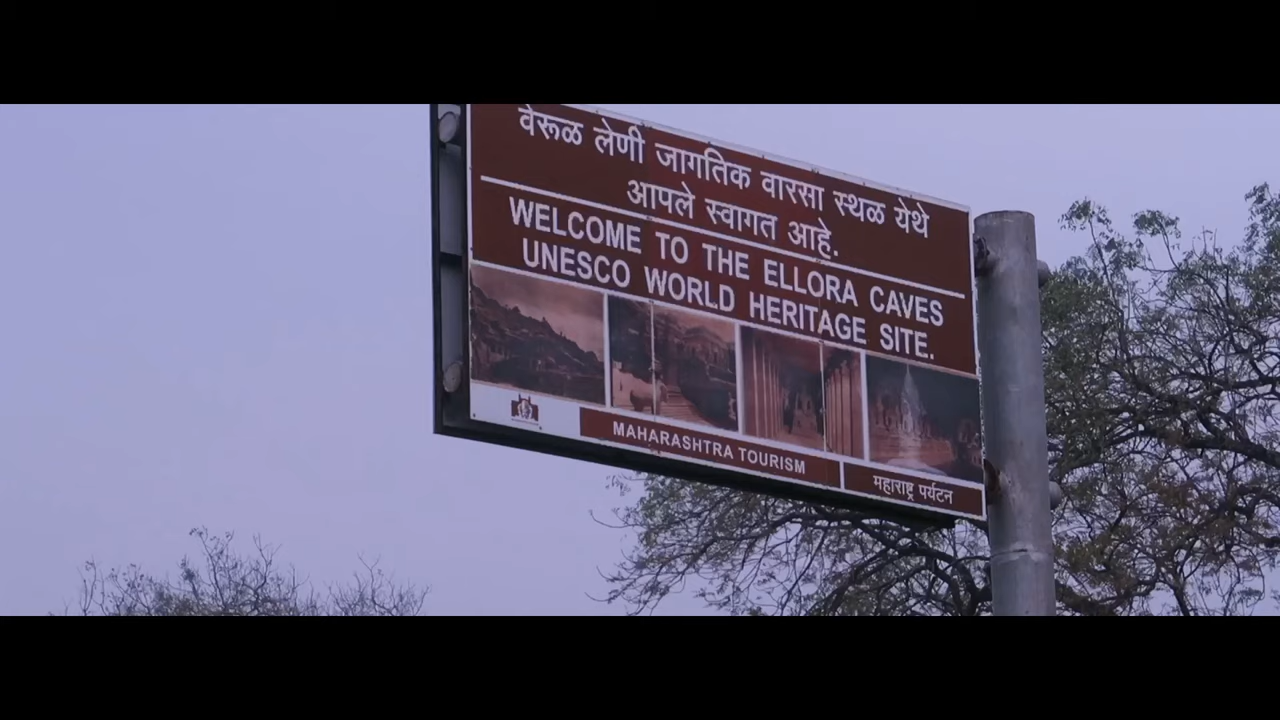 वेरूळ लेणी जागतिक वारसा स्थळ येथे
आपले स्वागत आहे.
WELCOME TO THE ELLORA CAVES
UNESCO WORLD HERITAGE SITE.
MAHARASHTRA TOURISM
महाराष्ट्र पर्यटन